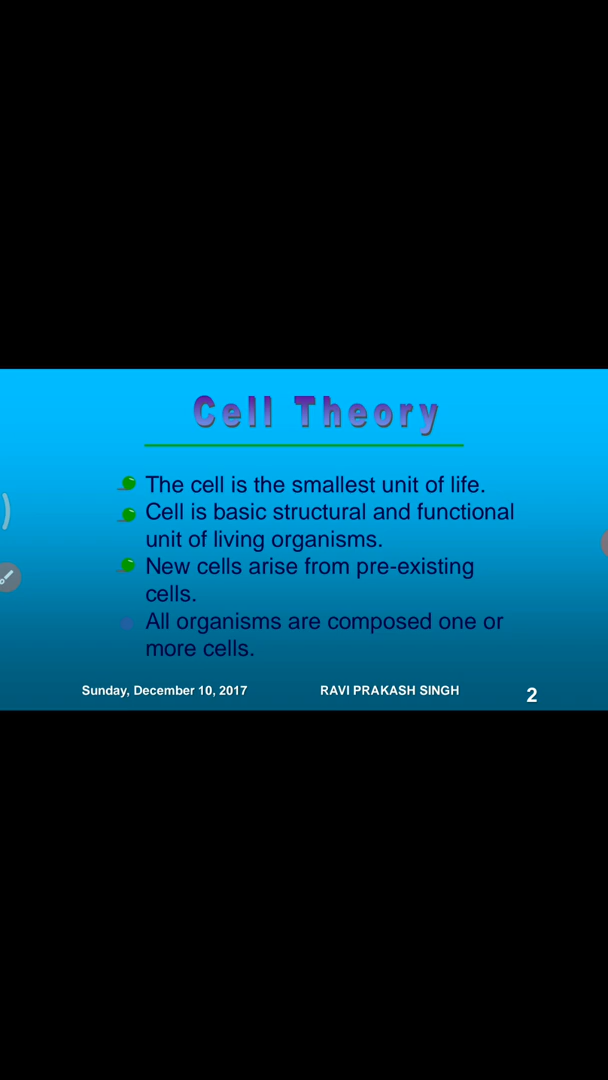 Cell Theory
The cell is the smallest unit of life.
Cell is basic structural and functional
unit of living organisms.
New cells arise from pre-existing
cells.
All organisms are composed one or
more cells.
Sunday, December 10, 2017 RAVI PRAKASH SINGH 2